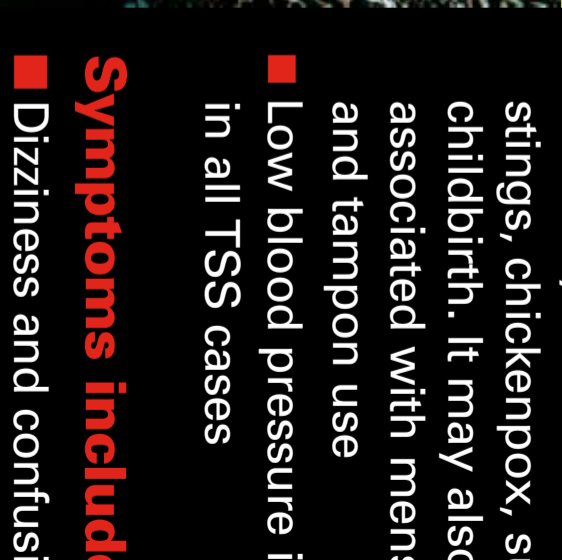 stings, chickenpox,
childbirth. It may also
associated with mens
and tampon use
■ Low blood pressure i
in all TSS cases
Symptoms includ
■ Dizziness and confusi